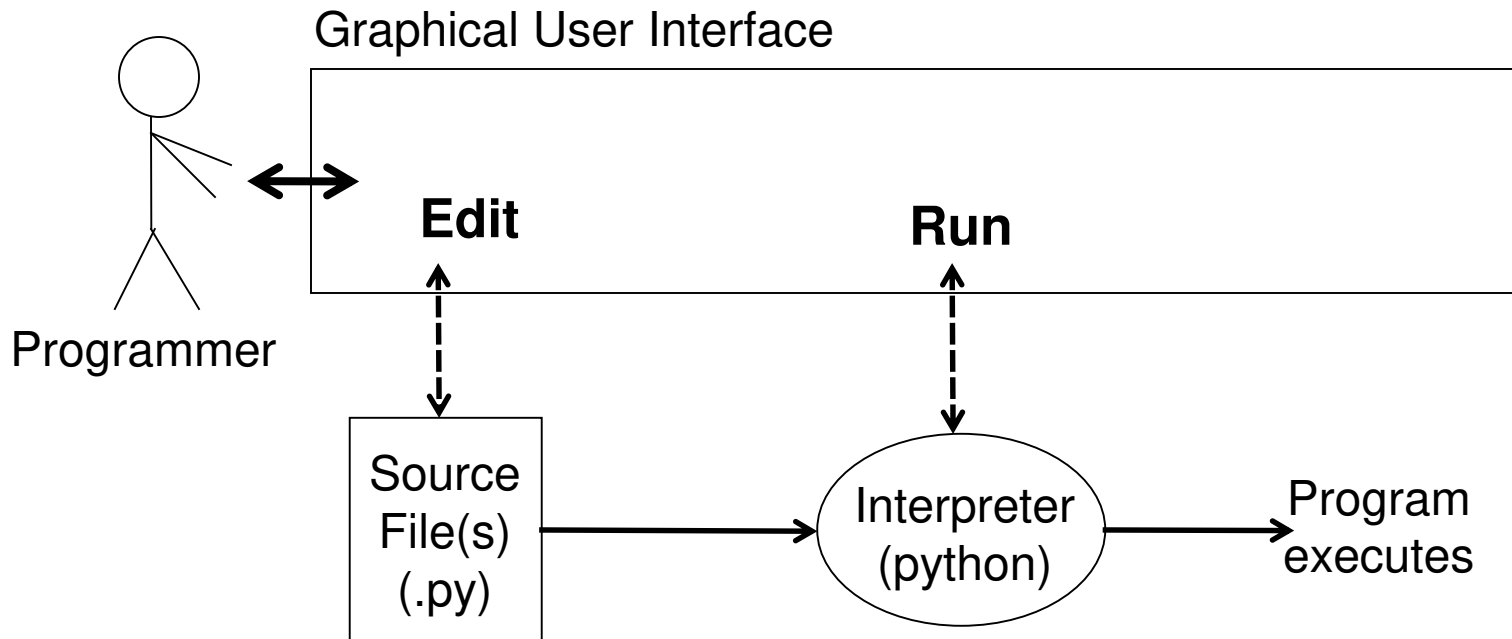 Graphical User Interface
Edit
Run
Programmer
Source
File(s)
(.py)
Interpreter
(python)
Program
executes